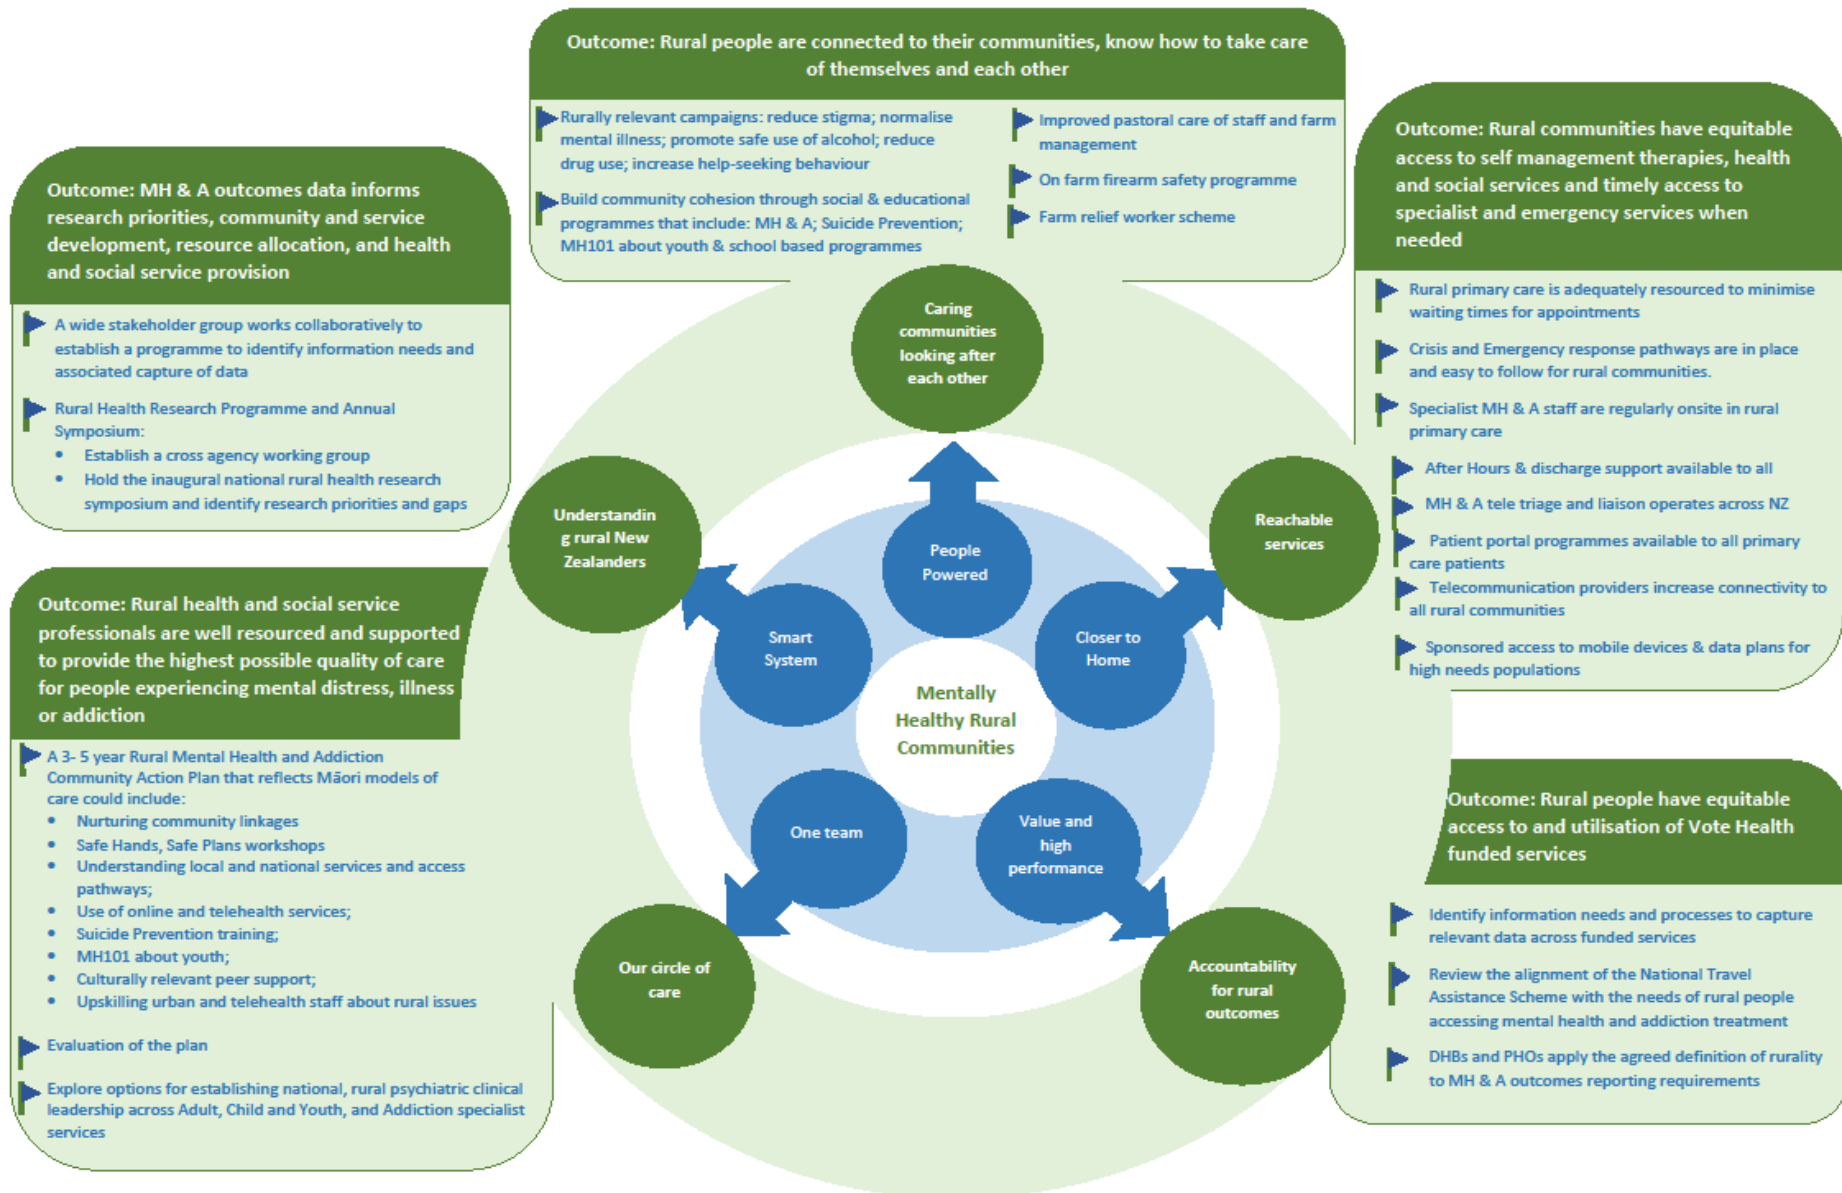 Outcome: Rural people are connected to their communities, know how to take care
of themselves and each other
Rurally relevant campaigns: reduce stigma; normalise
mental illness; promote safe use of alcohol; reduce
drug use; increase help-seeking behaviour
Build community cohesion through social & educational
programmes that include: MH & A; Suicide Prevention;
MH101 about youth & school based programmes
Improved pastoral care of staff and farm
management
On farm firearm safety programme
Farm relief worker scheme
Outcome: MH & A outcomes data informs
research priorities, community and service
development, resource allocation, and health
and social service provision
A wide stakeholder group works collaboratively to
establish a programme to identify information needs and
associated capture of data
Rural Health Research Programme and Annual
Symposium:
• Establish a cross agency working group
• Hold the inaugural national rural health research
symposium and identify research priorities and gaps
Outcome: Rural communities have equitable
access to self management therapies, health
and social services and timely access to
specialist and emergency services when
needed
Rural primary care is adequately resourced to minimise
waiting times for appointments
Crisis and Emergency response pathways are in place
and easy to follow for rural communities.
Specialist MH & A staff are regularly onsite in rural
primary care
After Hours & discharge support available to all
MH & A tele triage and liaison operates across NZ
Patient portal programmes available to all primary
care patients
Telecommunication providers increase connectivity to
all rural communities
Sponsored access to mobile devices & data plans for
high needs populations
Outcome: Rural health and social service
professionals are well resourced and supported
to provide the highest possible quality of care
for people experiencing mental distress, illness
or addiction
A 3- 5 year Rural Mental Health and Addiction
Community Action Plan that reflects Māori models of
care could include:
• Nurturing community linkages
• Safe Hands, Safe Plans workshops
• Understanding local and national services and access
pathways;
• Use of online and telehealth services;
• Suicide Prevention training;
• MH101 about youth;
• Culturally relevant peer support;
• Upskilling urban and telehealth staff about rural issues
Evaluation of the plan
Explore options for establishing national, rural psychiatric clinical
leadership across Adult, Child and Youth, and Addiction specialist
services
Outcome: Rural people have equitable
access to and utilisation of Vote Health
funded services
Identify information needs and processes to capture
relevant data across funded services
Review the alignment of the National Travel
Assistance Scheme with the needs of rural people
accessing mental health and addiction treatment
DHBs and PHOs apply the agreed definition of rurality
to MH & A outcomes reporting requirements
Caring
communities
looking after
each other
Understandin
g rural New
Zealanders
Reachable
services
Our circle of
care
Accountability
for rural
outcomes
People
Powered
Smart
System
Closer to
Home
One team
Value and
high
performance
Mentally
Healthy Rural
Communities